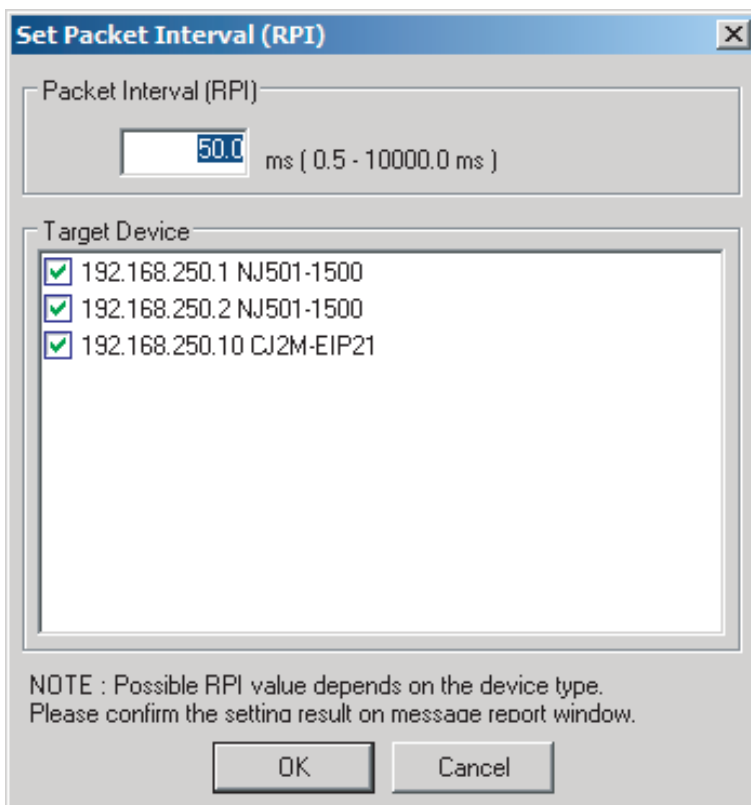 Set Packet Interval (RPI)
Packet Interval (RPI)
50.0 ms ( 0.5 - 10000.0 ms )
Target Device
192.168.250.1 NJ501-1500
192.168.250.2 NJ501-1500
192.168.250.10 CJ2M-EIP21
NOTE : Possible RPI value depends on the device type.
Please confirm the setting result on message report window.
OK Cancel